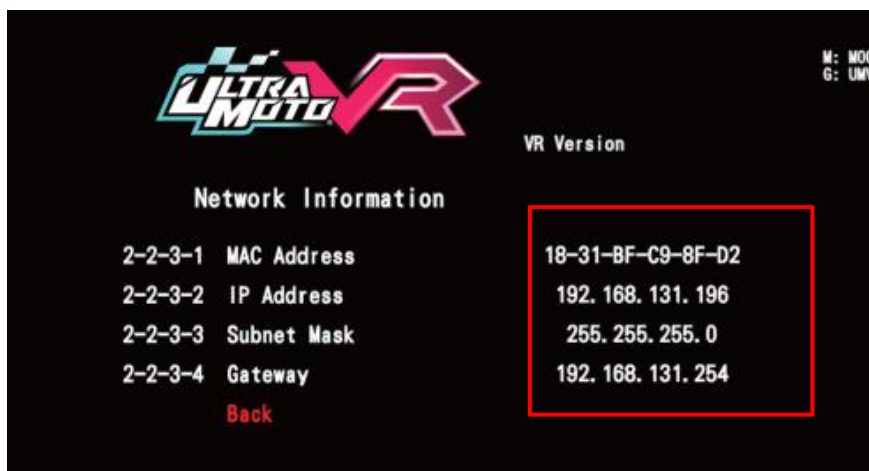 ULTRA
MOTO VR
M: MO
G: UM
VR Version
Network Information
2-2-3-1 MAC Address 18-31-BF-C9-8F-D2
2-2-3-2 IP Address 192.168.131.196
2-2-3-3 Subnet Mask 255.255.255.0
2-2-3-4 Gateway 192.168.131.254
Back